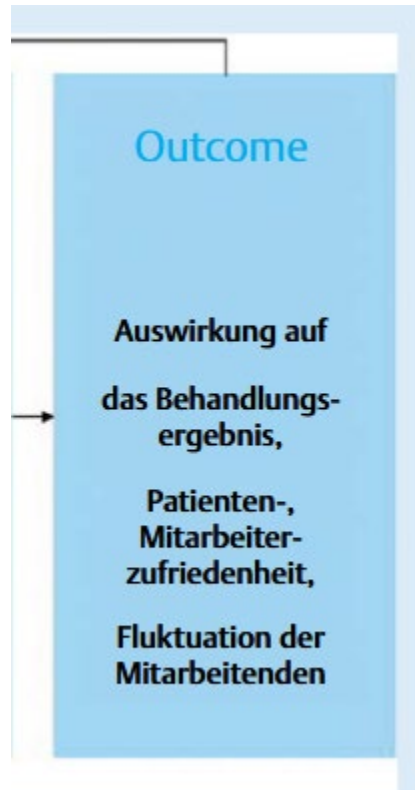 Outcome
Auswirkung auf
das Behandlungs-
ergebnis,
Patienten-,
Mitarbeiter-
zufriedenheit,
Fluktuation der
Mitarbeitenden